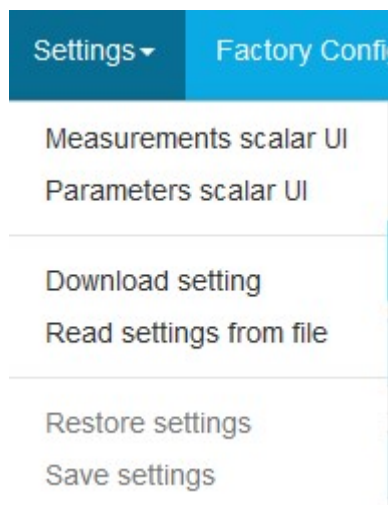 Settings Factory Confi
Measurements scalar UI
Parameters scalar UI
Download setting
Read settings from file
Restore settings
Save settings